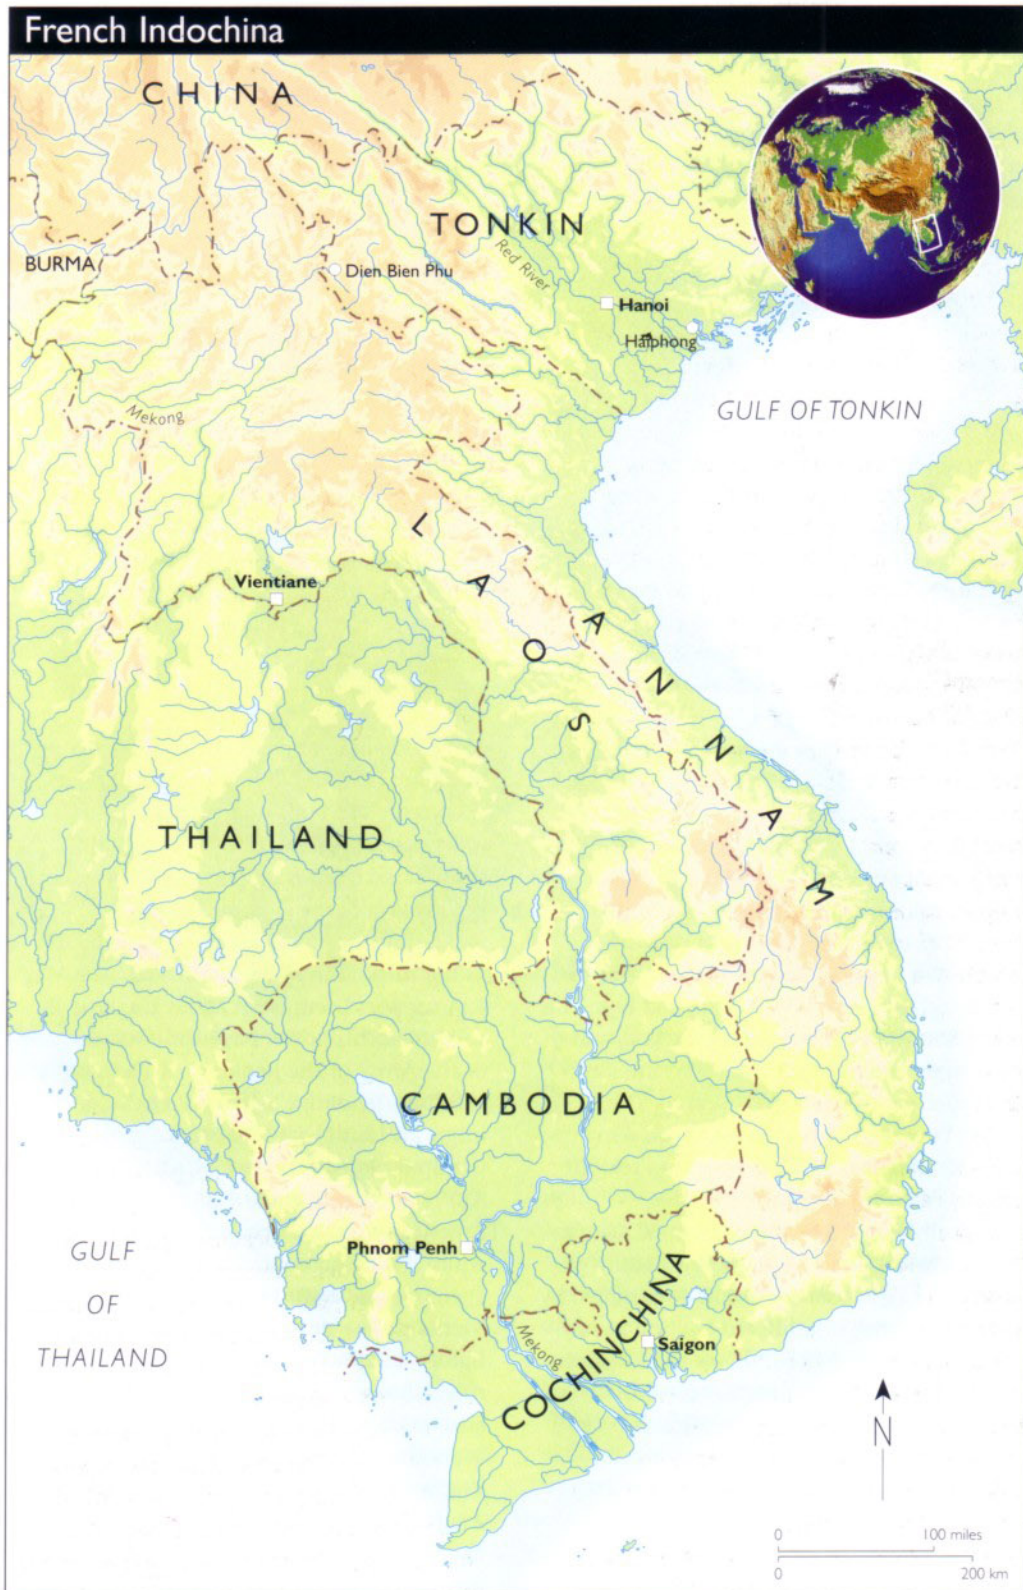 French Indochina
CHINA
TONKIN
Red River
BURMA
Dien Bien Phu
Hanoi
Haiphong
GULF OF TONKIN
Mekong
LAOS
Vientiane
ANNAM
THAILAND
CAMBODIA
GULF
OF
THAILAND
Phnom Penh
Mekong
COCHINCHINA
Saigon
N
0 100 miles
0 200 km